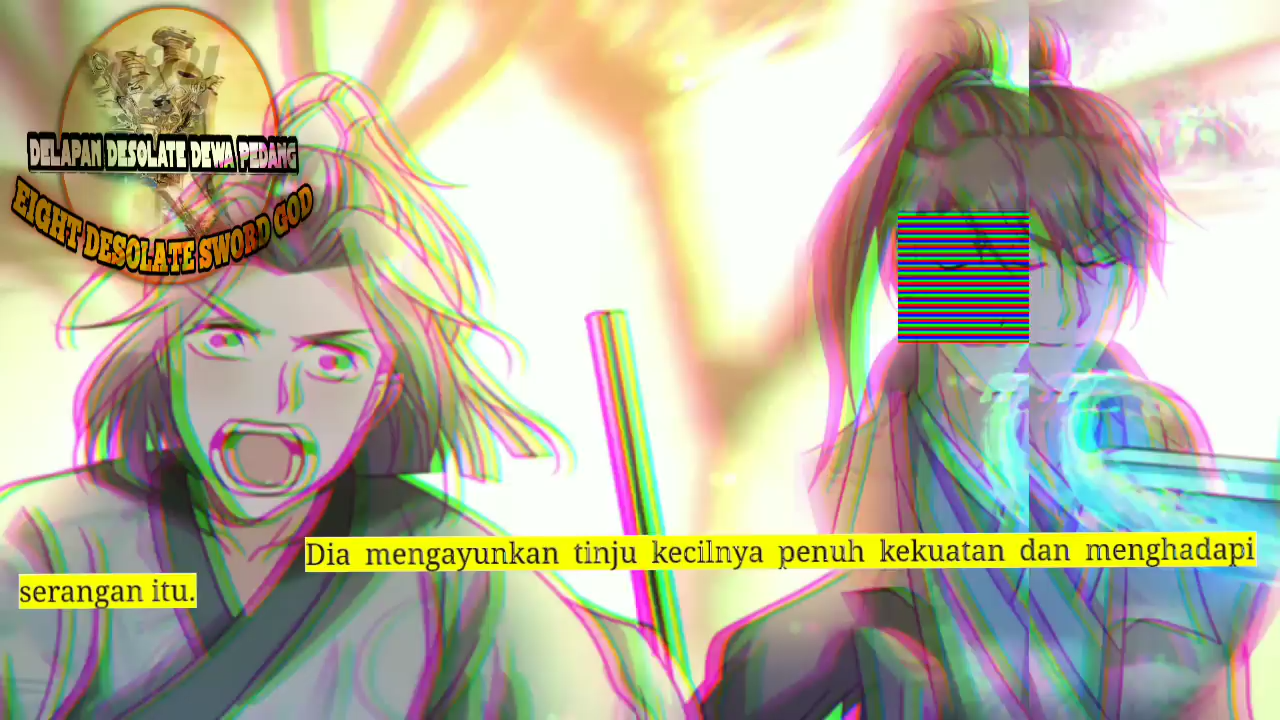 DELAPAN DESOLATE DEWA PEDANG
EIGHT DESOLATE SWORD GOD
Dia mengayunkan tinju kecilnya penuh kekuatan dan menghadapi
serangan itu.